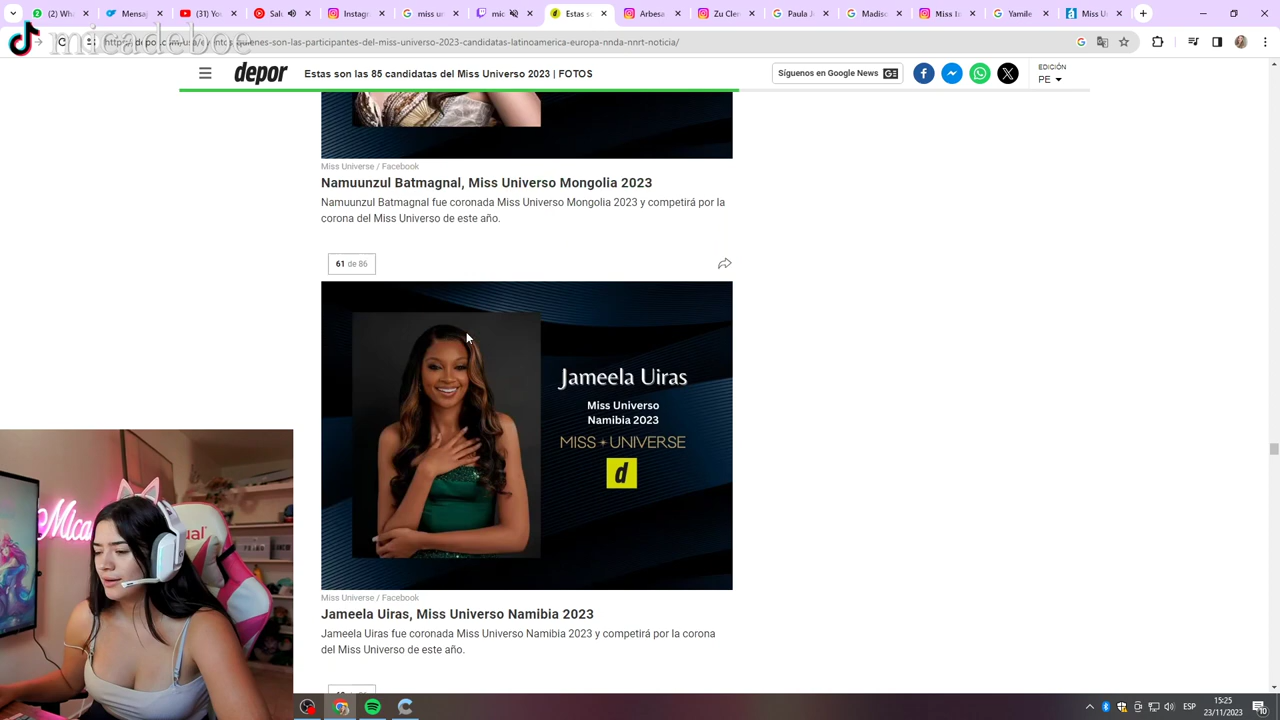 micadeboc
depor
Estas son las 85 candidatas del Miss Universo 2023 | FOTOS
Síguenos en Google News
EDICIÓN
PE
Miss Universe / Facebook
Namuunzul Batmagnal, Miss Universo Mongolia 2023
Namuunzul Batmagnal fue coronada Miss Universo Mongolia 2023 y competirá por la
corona del Miss Universo de este año.
61 de 86
Jameela Uiras
Miss Universo
Namibia 2023
MISS UNIVERSE
d
Miss Universe / Facebook
Jameela Uiras, Miss Universo Namibia 2023
Jameela Uiras fue coronada Miss Universo Namibia 2023 y competirá por la corona
del Miss Universo de este año.
Mica
ESP
15:25
23/11/2023
10